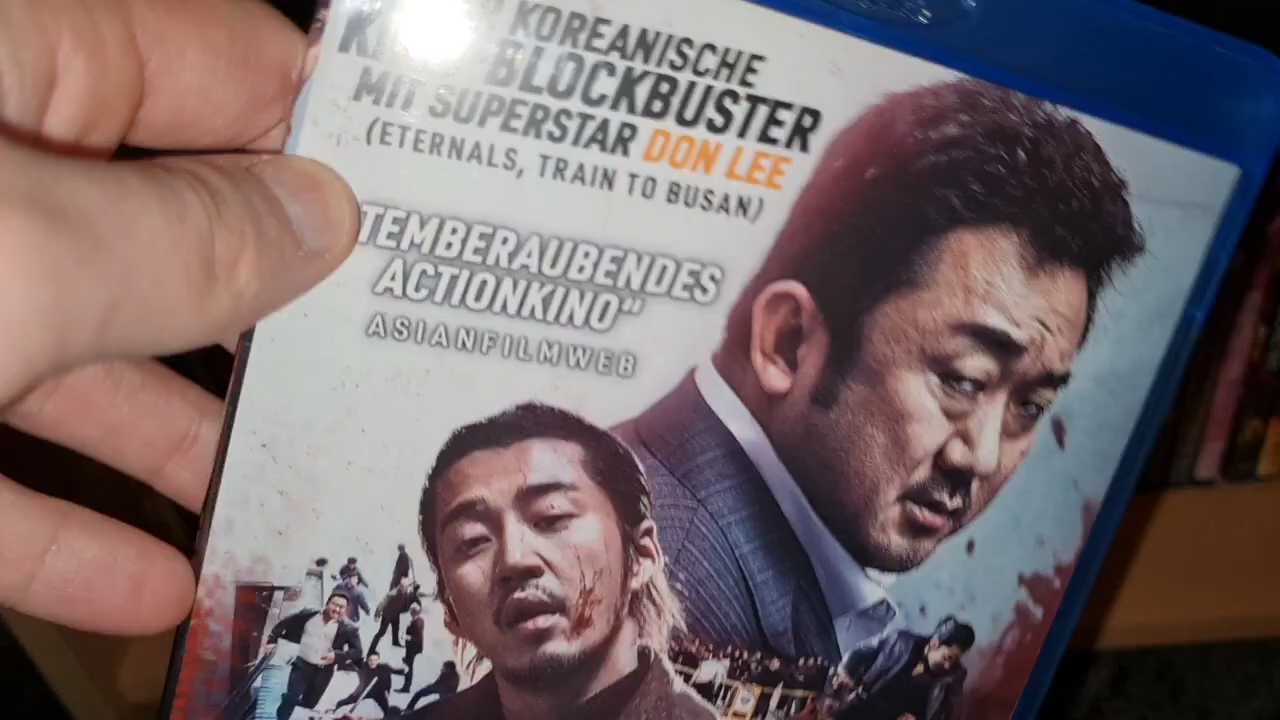 KOREANISCHE
BLOCKBUSTER
MIT SUPERSTAR DON LEE
(ETERNALS, TRAIN TO BUSAN)
TEMBERAUBENDES
ACTIONKINO"
ASIANFILMWEB